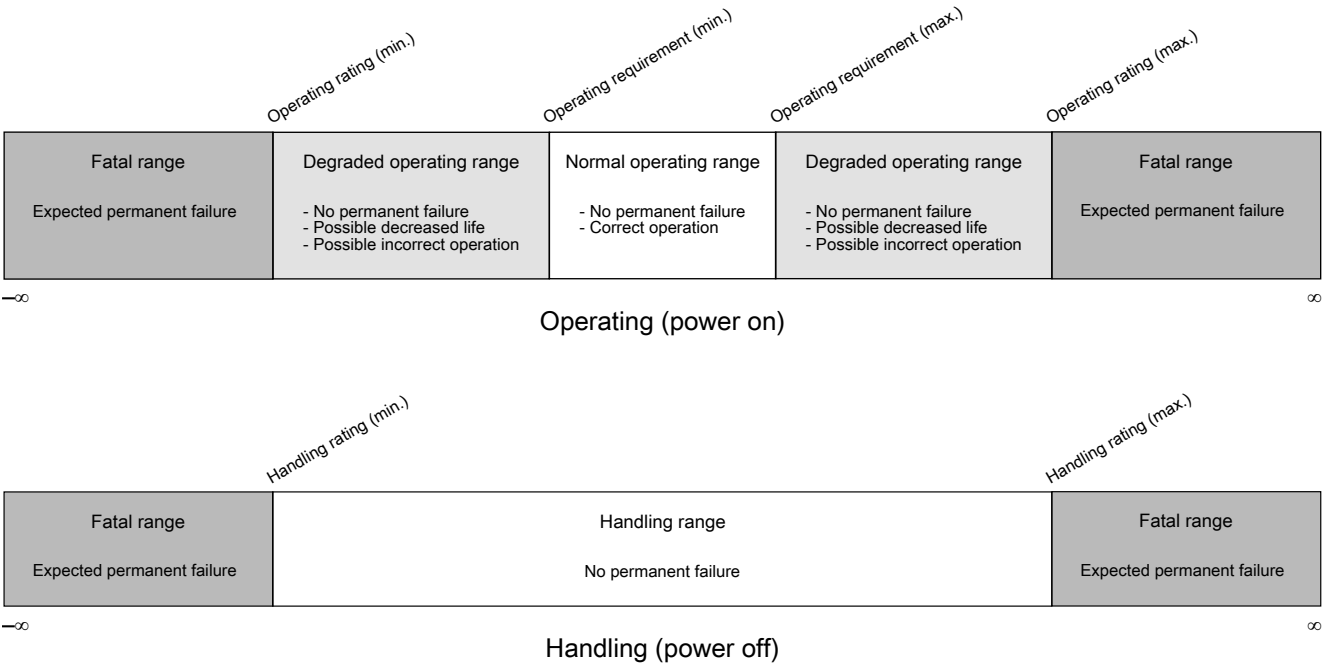 Operating rating (min.)
Operating requirement (min.)
Operating requirement (max.)
Operating rating (max.)
Fatal range
Expected permanent failure
Degraded operating range
- No permanent failure
- Possible decreased life
- Possible incorrect operation
Normal operating range
- No permanent failure
- Correct operation
Degraded operating range
- No permanent failure
- Possible decreased life
- Possible incorrect operation
Fatal range
Expected permanent failure
–∞
∞
Operating (power on)
Handling rating (min.)
Handling rating (max.)
Fatal range
Expected permanent failure
Handling range
No permanent failure
Fatal range
Expected permanent failure
–∞
∞
Handling (power off)